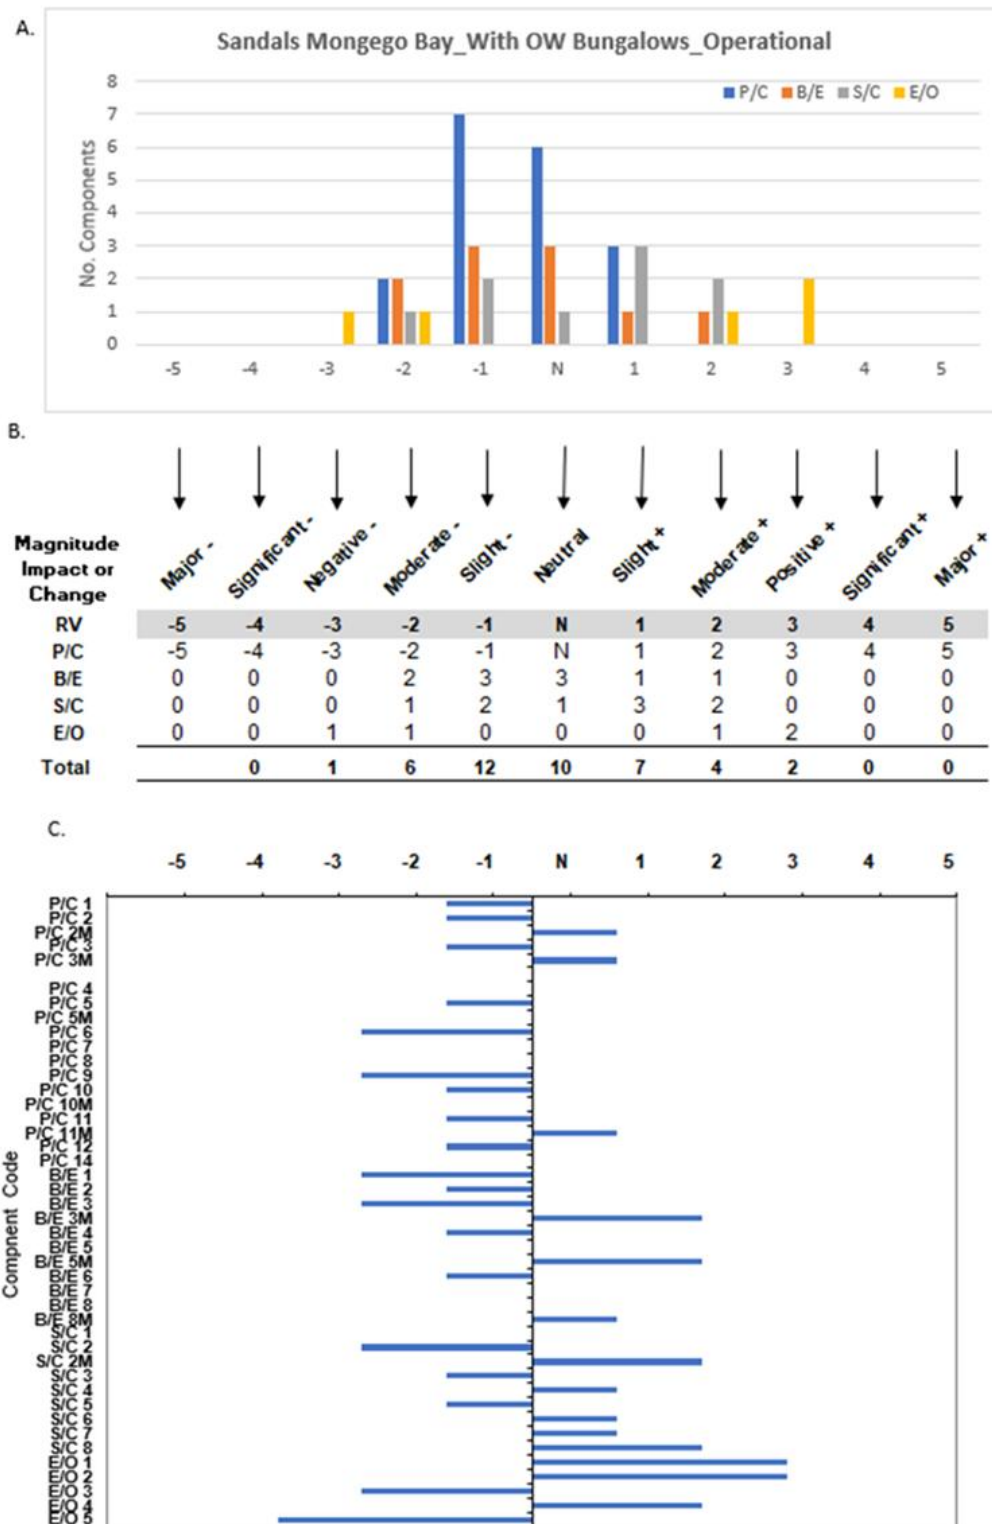 A.
Sandals Mongego Bay_With OW Bungalows_Operational
8
P/C B/E S/C E/O
7
6
5
4
3
2
1
0
No. Components
-5 -4 -3 -2 -1 N 1 2 3 4 5
B.
Magnitude
Impact or
Change
Major - Significant - Negative - Moderate - Slight - Neutral Slight + Moderate + Positive + Significant + Major +
RV -5 -4 -3 -2 -1 N 1 2 3 4 5
P/C -5 -4 -3 -2 -1 N 1 2 3 4 5
B/E 0 0 0 2 3 3 1 1 0 0 0
S/C 0 0 0 1 2 1 3 2 0 0 0
E/O 0 0 1 1 0 0 0 1 2 0 0
Total 0 1 6 12 10 7 4 2 0 0
C.
-5 -4 -3 -2 -1 N 1 2 3 4 5
Compnent Code
P/C 1
P/C 2
P/C 2M
P/C 3
P/C 3M
P/C 4
P/C 5
P/C 5M
P/C 6
P/C 7
P/C 8
P/C 9
P/C 10
P/C 10M
P/C 11
P/C 11M
P/C 12
P/C 14
B/E 1
B/E 2
B/E 3
B/E 3M
B/E 4
B/E 5
B/E 5M
B/E 6
B/E 7
B/E 8
B/E 8M
S/C 1
S/C 2
S/C 2M
S/C 3
S/C 4
S/C 5
S/C 6
S/C 7
S/C 8
E/O 1
E/O 2
E/O 3
E/O 4
E/O 5